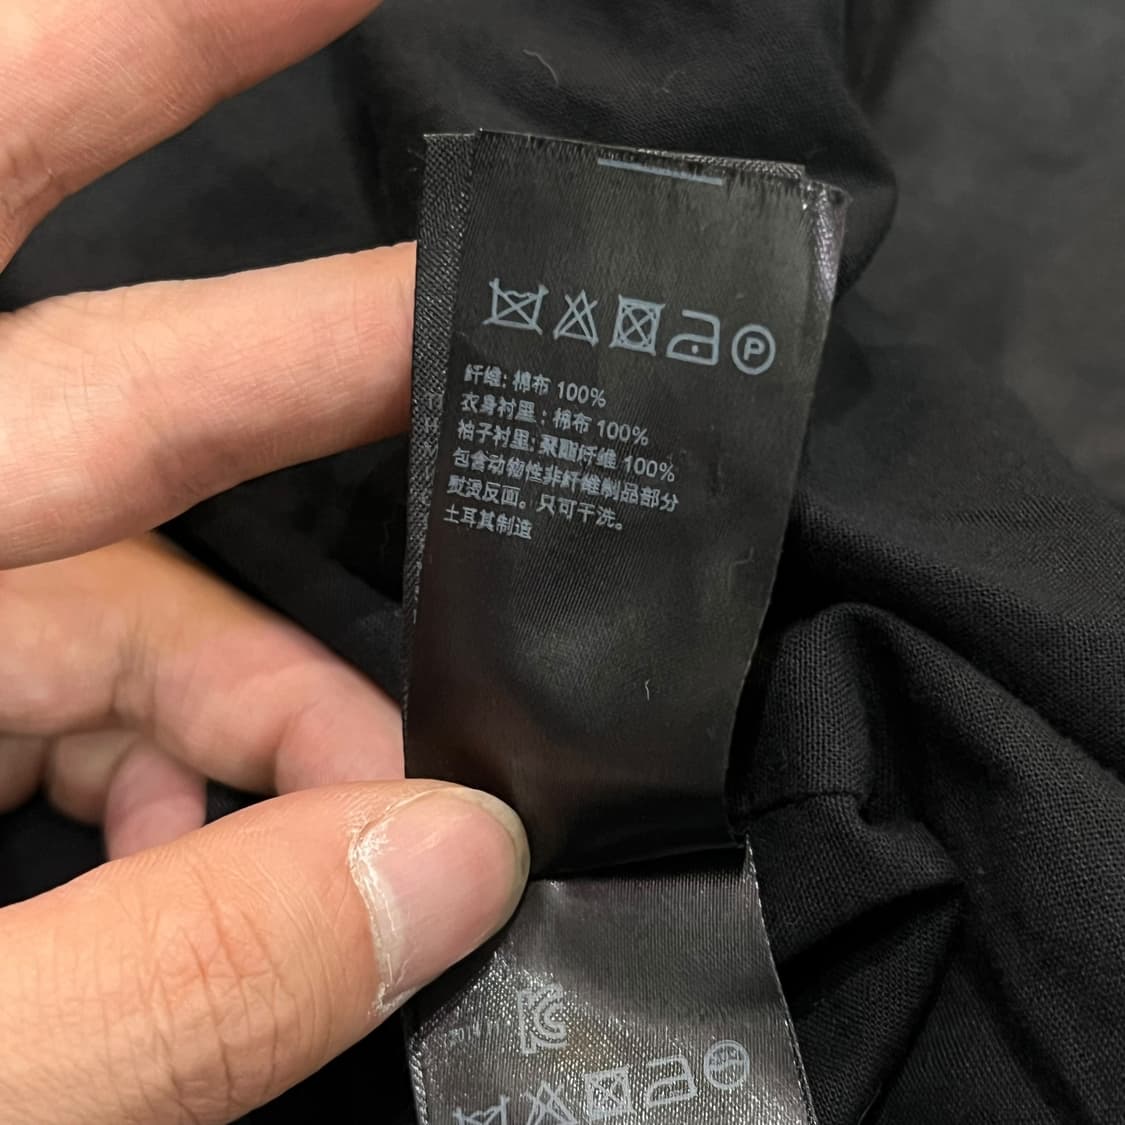 P
纤维: 棉布 100%
衣身衬里: 棉布 100%
袖子衬里: 聚酯纤维 100%
包含动物性非纤维制品部分
熨烫反面。只可干洗。
土耳其制造